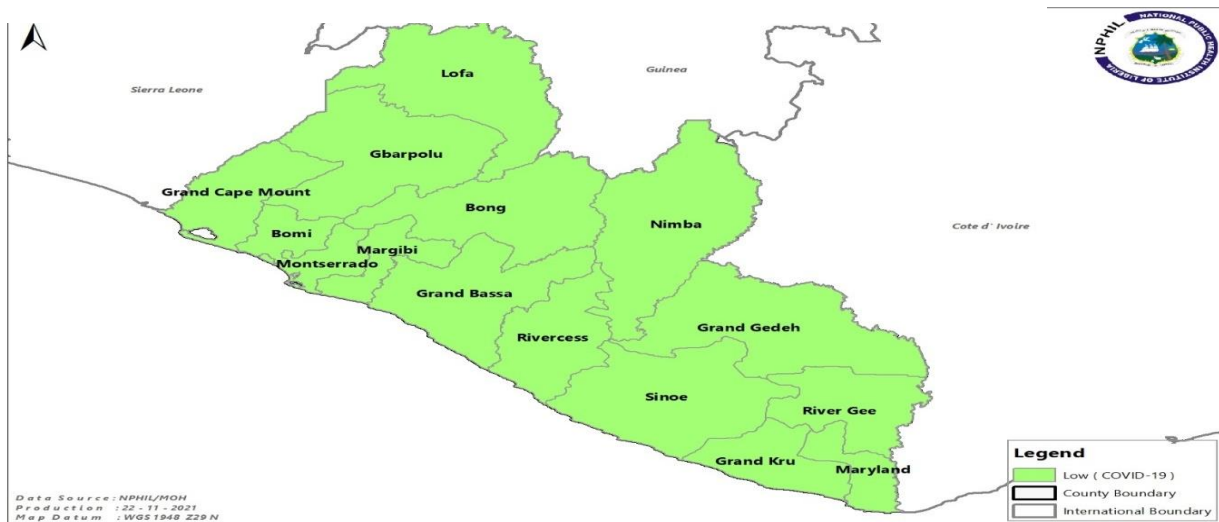 NPHIL
NATIONAL PUBLIC HEALTH INSTITUTE OF LIBERIA
Lofa
Guinea
Sierra Leone
Gbarpolu
Grand Cape Mount
Bong
Nimba
Cote d' Ivoire
Bomi
Margibi
Montserrado
Grand Bassa
Grand Gedeh
Rivercess
Sinoe
River Gee
Grand Kru
Maryland
Legend
Low ( COVID-19 )
County Boundary
International Boundary
Data Source : NPHIL/MOH
Production : 22 - 11 - 2021
Map Datum : WGS 1948 Z29 N